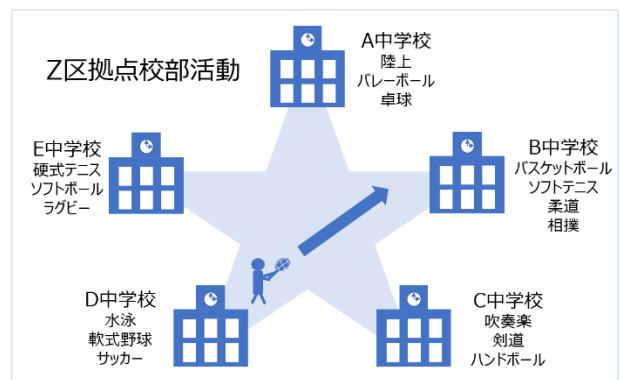 Z区拠点校部活動
A中学校
陸上
バレーボール
卓球
E中学校
硬式テニス
ソフトボール
ラグビー
B中学校
バスケットボール
ソフトテニス
柔道
相撲
D中学校
水泳
軟式野球
サッカー
C中学校
吹奏楽
剣道
ハンドボール